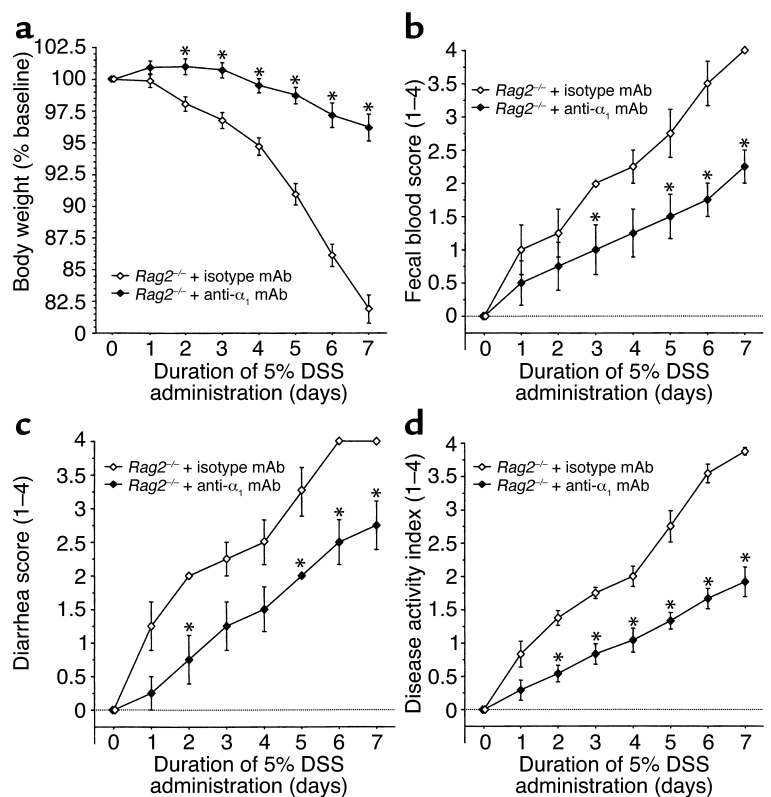 a
Body weight (% baseline)
102.5
100
97.5
95
92.5
90
87.5
85
82.5
0
* * * * * * *
Rag2–/– + isotype mAb
Rag2–/– + anti-α1 mAb
0 1 2 3 4 5 6 7
Duration of 5% DSS
administration (days)
b
Fecal blood score (1–4)
4
3.5
3
2.5
2
1.5
1
0.5
0
Rag2–/– + isotype mAb
Rag2–/– + anti-α1 mAb
* * * *
0 1 2 3 4 5 6 7
Duration of 5% DSS
administration (days)
c
Diarrhea score (1–4)
4
3.5
3
2.5
2
1.5
1
0.5
0
Rag2–/– + isotype mAb
Rag2–/– + anti-α1 mAb
* * * *
0 1 2 3 4 5 6 7
Duration of 5% DSS
administration (days)
d
Disease activity index (1–4)
4
3.5
3
2.5
2
1.5
1
0.5
0
Rag2–/– + isotype mAb
Rag2–/– + anti-α1 mAb
* * * * * *
0 1 2 3 4 5 6 7
Duration of 5% DSS
administration (days)